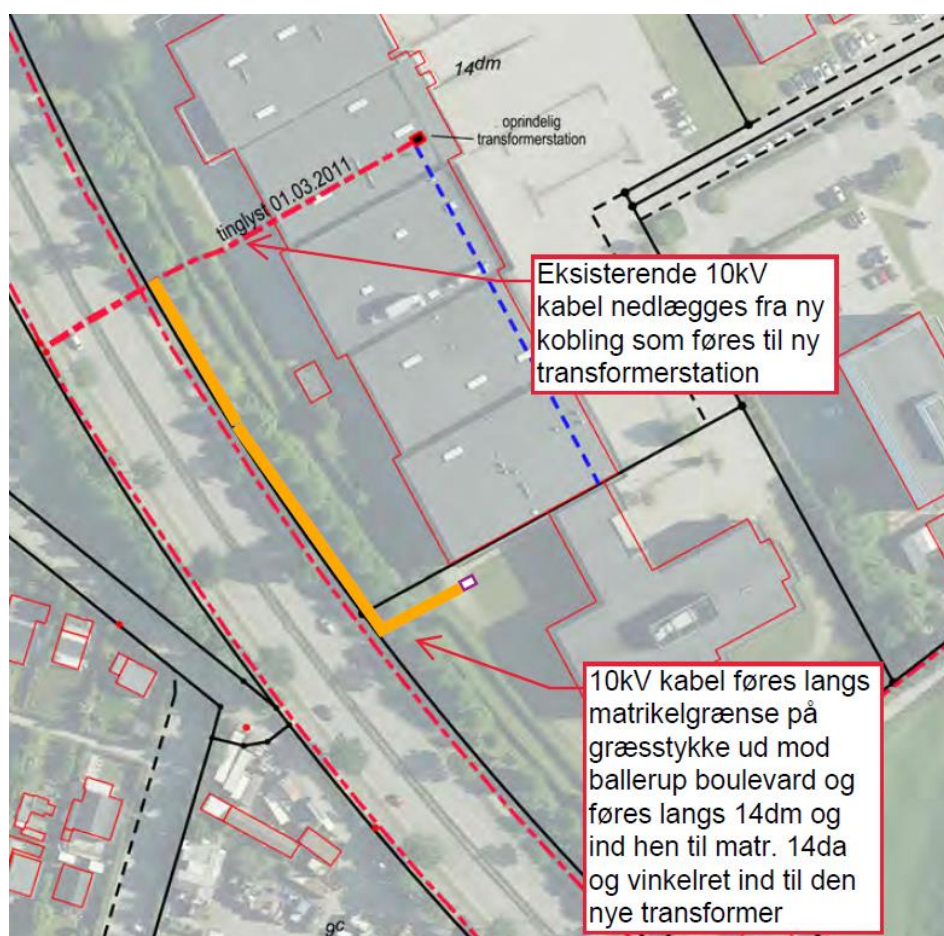 14dm
oprindelig
transformerstation
tinglyst 01.03.2011
Eksisterende 10kV
kabel nedlægges fra ny
kobling som føres til ny
transformerstation
10kV kabel føres langs
matrikelgrænse på
græsstykke ud mod
ballerup boulevard og
føres langs 14dm og
ind hen til matr. 14da
og vinkelret ind til den
nye transformer
9c